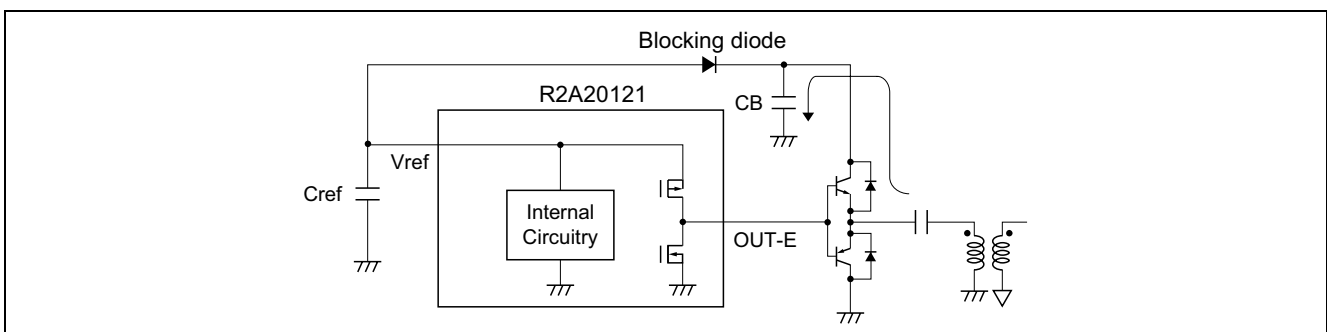 Blocking diode
R2A20121
CB
Vref
Cref
Internal
Circuitry
OUT-E